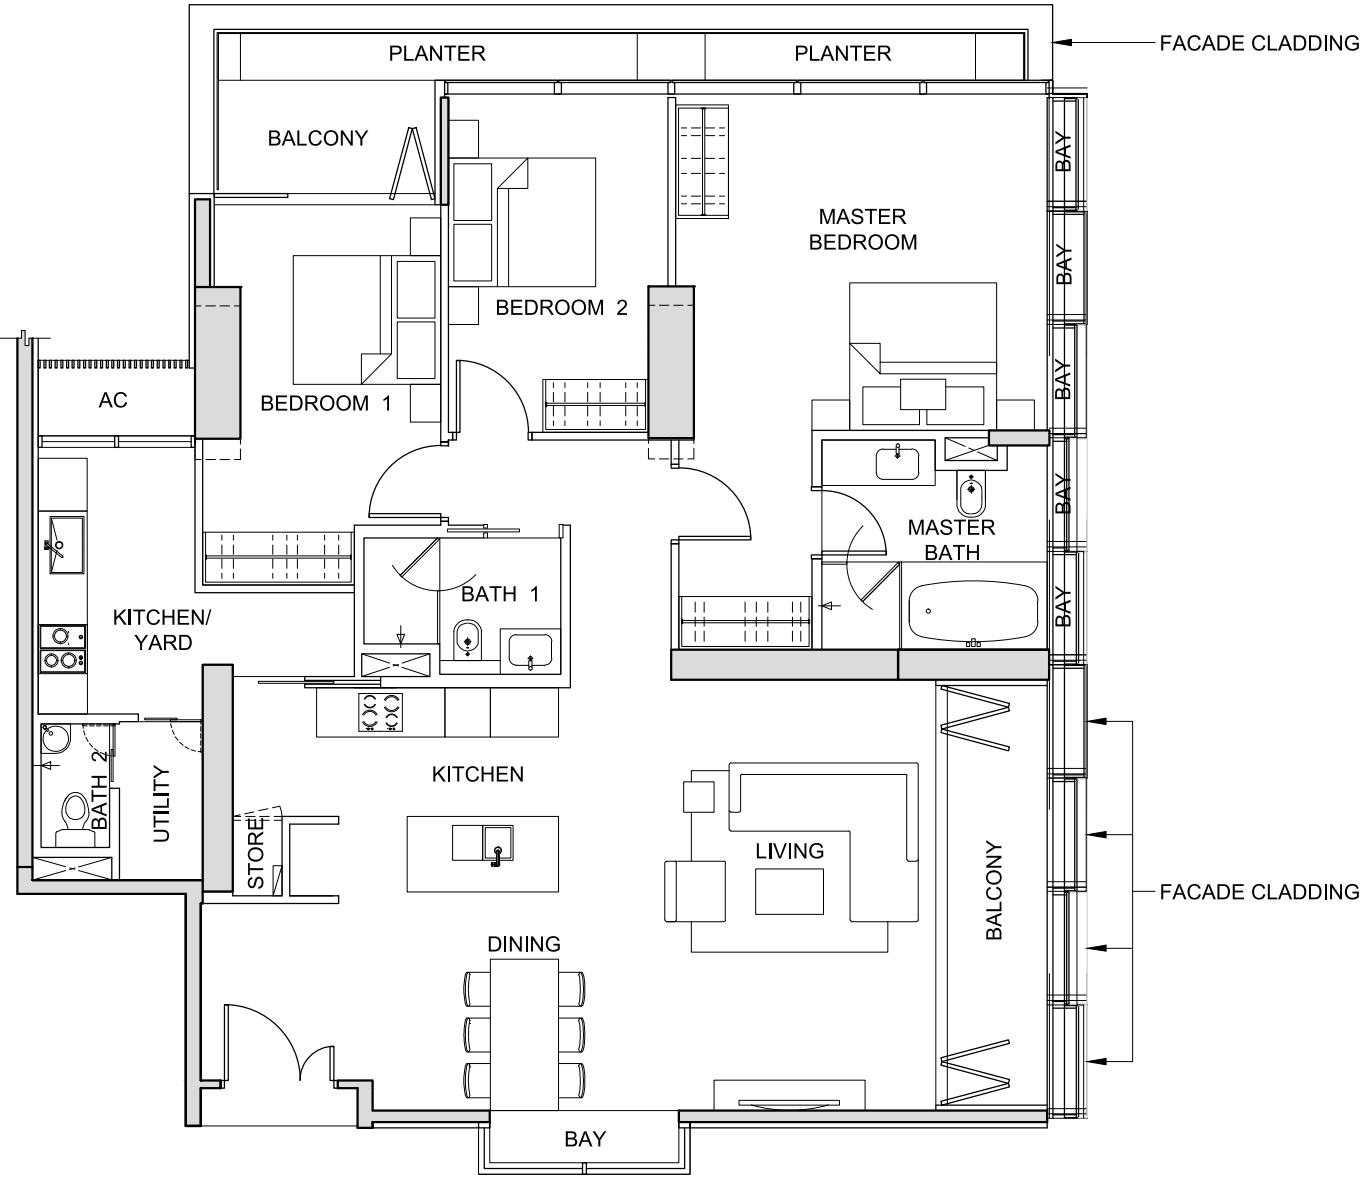 FACADE CLADDING
PLANTER
PLANTER
BALCONY
BAY
MASTER
BEDROOM
BAY
BEDROOM 2
BAY
AC
BEDROOM 1
BAY
MASTER
BATH
BATH 1
BAY
KITCHEN/
YARD
KITCHEN
BATH 2
UTILITY
STORE
LIVING
BALCONY
FACADE CLADDING
DINING
BAY